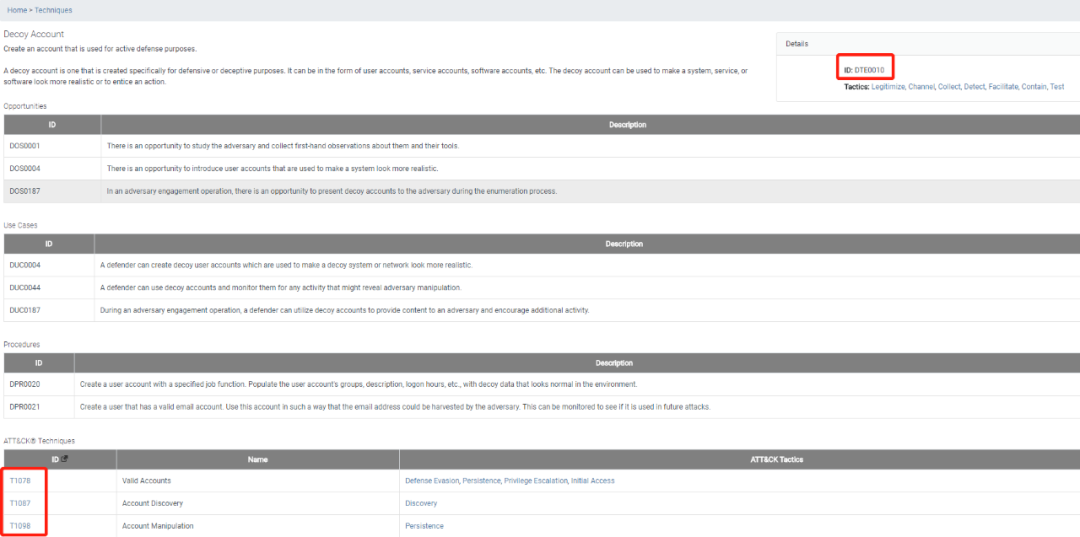 Home > Techniques
Decoy Account
Create an account that is used for active defense purposes.
A decoy account is one that is created specifically for defensive or deceptive purposes. It can be in the form of user accounts, service accounts, software accounts, etc. The decoy account can be used to make a system, service, or
software look more realistic or to entice an action.
Details
ID: DTE0010
Tactics: Legitimize, Channel, Collect, Detect, Facilitate, Contain, Test
Opportunities
ID Description
DOS0001 There is an opportunity to study the adversary and collect first-hand observations about them and their tools.
DOS0004 There is an opportunity to introduce user accounts that are used to make a system look more realistic.
DOS0187 In an adversary engagement operation, there is an opportunity to present decoy accounts to the adversary during the enumeration process.
Use Cases
ID Description
DUC0004 A defender can create decoy user accounts which are used to make a decoy system or network look more realistic.
DUC0044 A defender can use decoy accounts and monitor them for any activity that might reveal adversary manipulation.
DUC0187 During an adversary engagement operation, a defender can utilize decoy accounts to provide content to an adversary and encourage additional activity.
Procedures
ID Description
DPR0020 Create a user account with a specified job function. Populate the user account's groups, description, logon hours, etc., with decoy data that looks normal in the environment.
DPR0021 Create a user that has a valid email account. Use this account in such a way that the email address could be harvested by the adversary. This can be monitored to see if it is used in future attacks.
ATT&CK® Techniques
ID Name ATT&CK Tactics
T1078 Valid Accounts Defense Evasion, Persistence, Privilege Escalation, Initial Access
T1087 Account Discovery Discovery
T1098 Account Manipulation Persistence